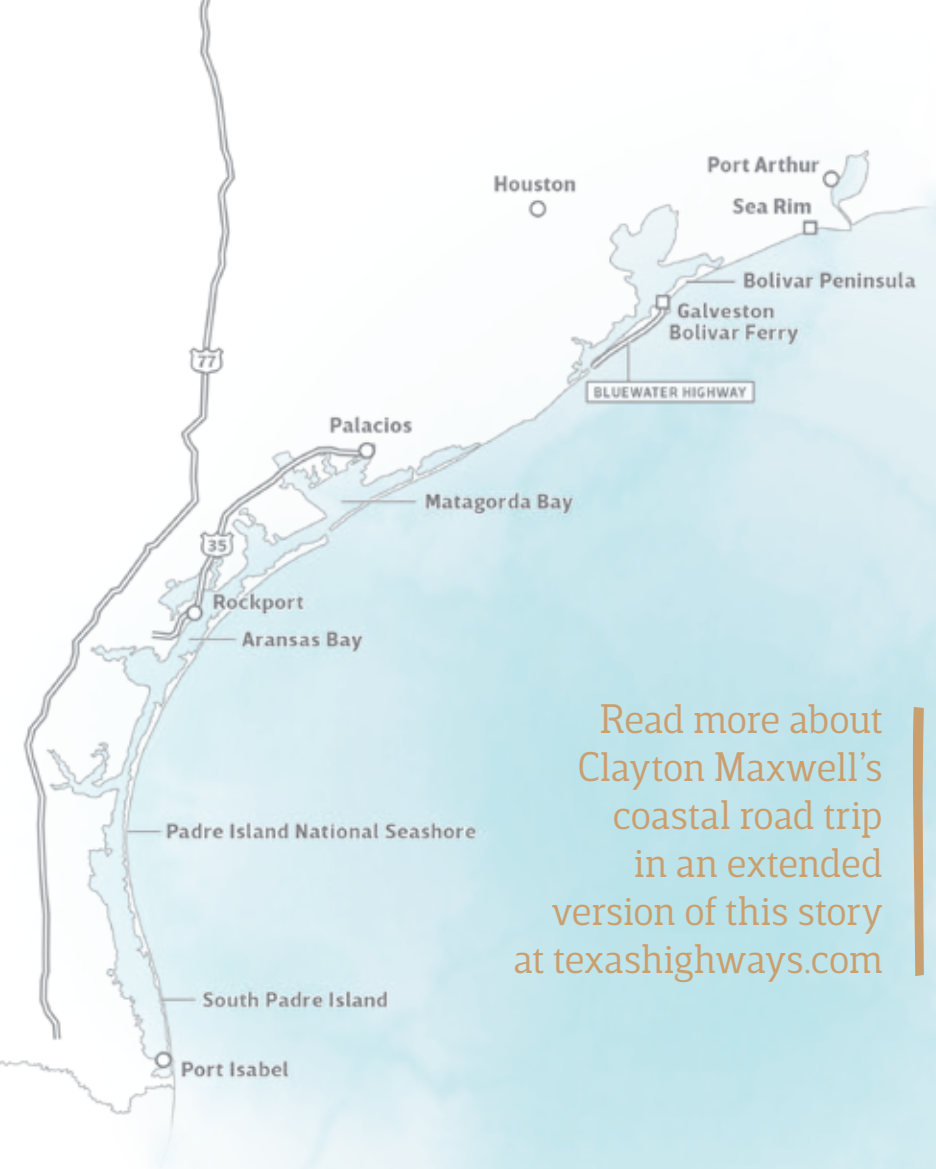 Port Arthur
Houston
Sea Rim
Bolivar Peninsula
Galveston
Bolivar Ferry
77
BLUEWATER HIGHWAY
Palacios
Matagorda Bay
35
Rockport
Aransas Bay
Read more about
Clayton Maxwell’s
coastal road trip
in an extended
version of this story
at texashighways.com
Padre Island National Seashore
South Padre Island
Port Isabel